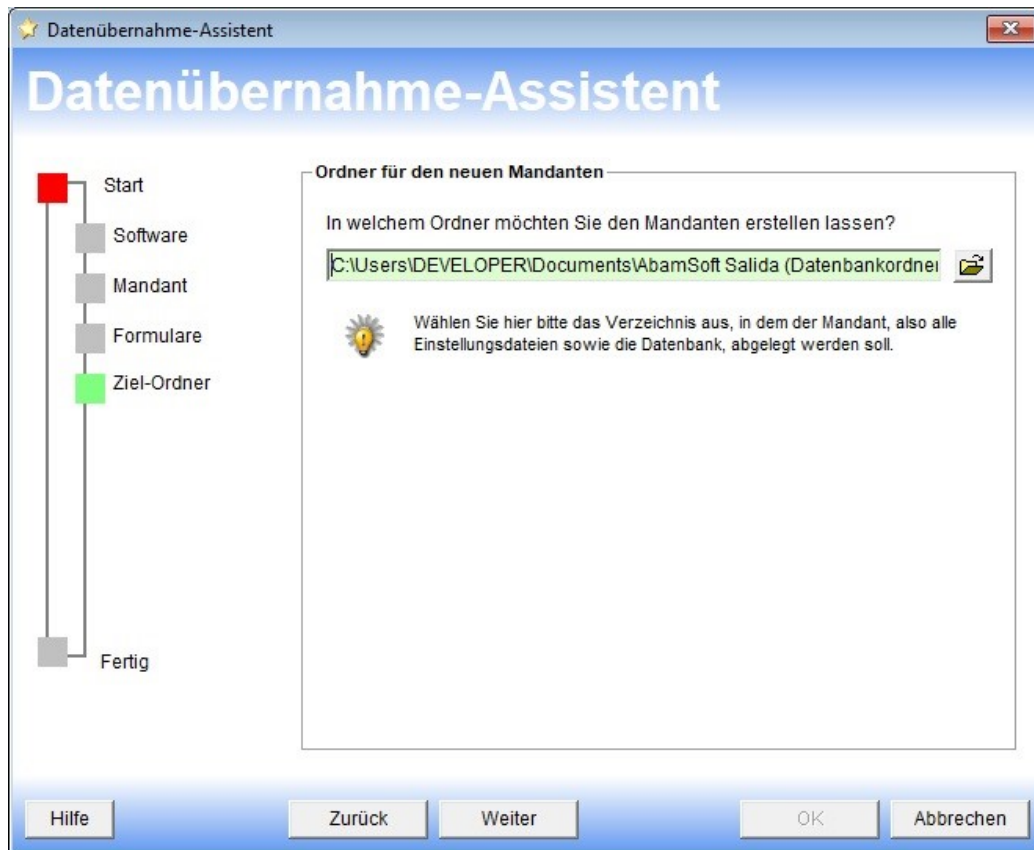 Datenübernahme-Assistent
Datenübernahme-Assistent
Start
Software
Mandant
Formulare
Ziel-Ordner
Fertig
Ordner für den neuen Mandanten
In welchem Ordner möchten Sie den Mandanten erstellen lassen?
C:\Users\DEVELOPER\Documents\AbamSoft Salida (Datenbankordner
Wählen Sie hier bitte das Verzeichnis aus, in dem der Mandant, also alle
Einstellungsdateien sowie die Datenbank, abgelegt werden soll.
Hilfe
Zurück
Weiter
OK
Abbrechen